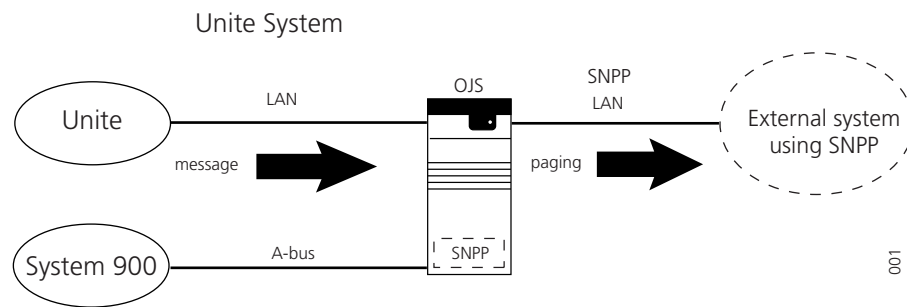 Unite System
Unite
LAN
OJS
SNPP
LAN
External system
using SNPP
message
paging
System 900
A-bus
SNPP
001